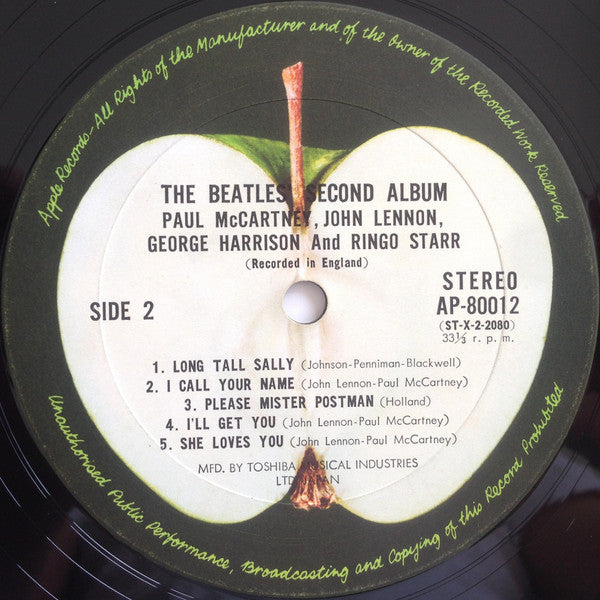 Apple Records–All Rights of the Manufacturer and of the Owner of the Recorded Work Reserved
THE BEATLES' SECOND ALBUM
PAUL McCARTNEY, JOHN LENNON,
GEORGE HARRISON And RINGO STARR
(Recorded in England)
SIDE 2
STEREO
AP-80012
(ST-X-2-2080)
33⅓ r. p. m.
1. LONG TALL SALLY (Johnson-Penniman-Blackwell)
2. I CALL YOUR NAME (John Lennon-Paul McCartney)
3. PLEASE MISTER POSTMAN (Holland)
4. I'LL GET YOU (John Lennon-Paul McCartney)
5. SHE LOVES YOU (John Lennon-Paul McCartney)
MFD. BY TOSHIBA MUSICAL INDUSTRIES
LTD. JAPAN
Unauthorised Public Performance, Broadcasting and Copying of this Record Prohibited